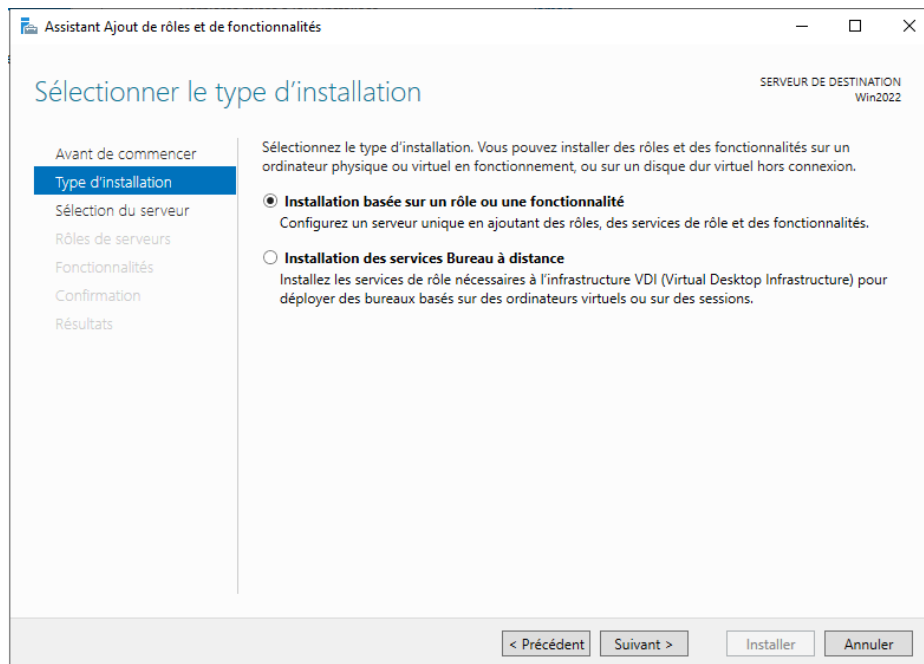 Assistant Ajout de rôles et de fonctionnalités
Sélectionner le type d’installation
SERVEUR DE DESTINATION
Win2022
Avant de commencer
Type d’installation
Sélection du serveur
Rôles de serveurs
Fonctionnalités
Confirmation
Résultats
Sélectionnez le type d’installation. Vous pouvez installer des rôles et des fonctionnalités sur un
ordinateur physique ou virtuel en fonctionnement, ou sur un disque dur virtuel hors connexion.
Installation basée sur un rôle ou une fonctionnalité
Configurez un serveur unique en ajoutant des rôles, des services de rôle et des fonctionnalités.
Installation des services Bureau à distance
Installez les services de rôle nécessaires à l’infrastructure VDI (Virtual Desktop Infrastructure) pour
déployer des bureaux basés sur des ordinateurs virtuels ou sur des sessions.
< Précédent Suivant > Installer Annuler